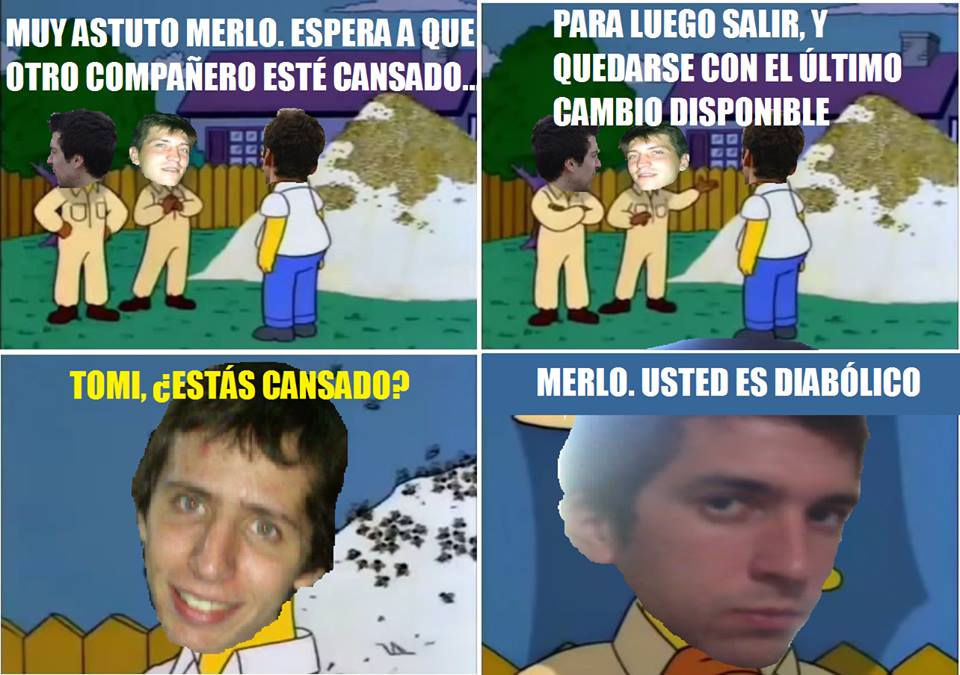 MUY ASTUTO MERLO. ESPERA A QUE
OTRO COMPAÑERO ESTÉ CANSADO...
PARA LUEGO SALIR, Y
QUEDARSE CON EL ÚLTIMO
CAMBIO DISPONIBLE
TOMI, ¿ESTÁS CANSADO?
MERLO. USTED ES DIABÓLICO